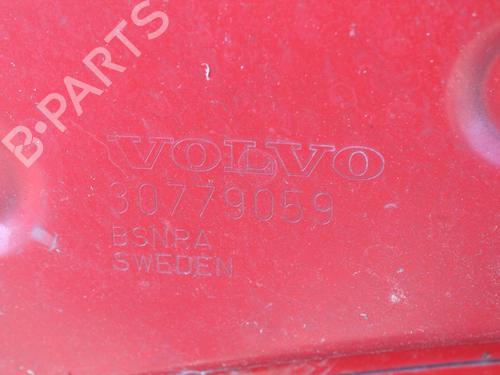 B-PARTS
VOLVO
30779059
BSNRA
SWEDEN